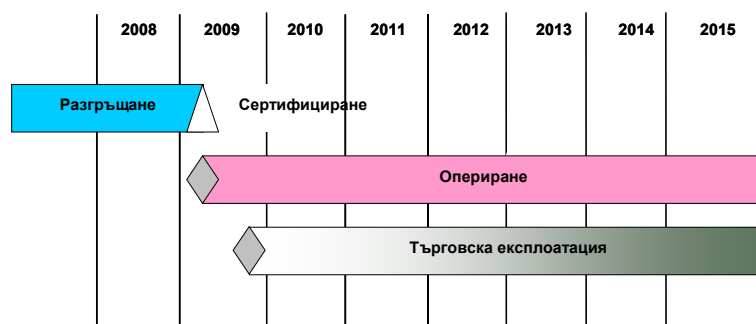 2008 2009 2010 2011 2012 2013 2014 2015
Разгръщане Сертифициране
Опериране
Търговска експлоатация